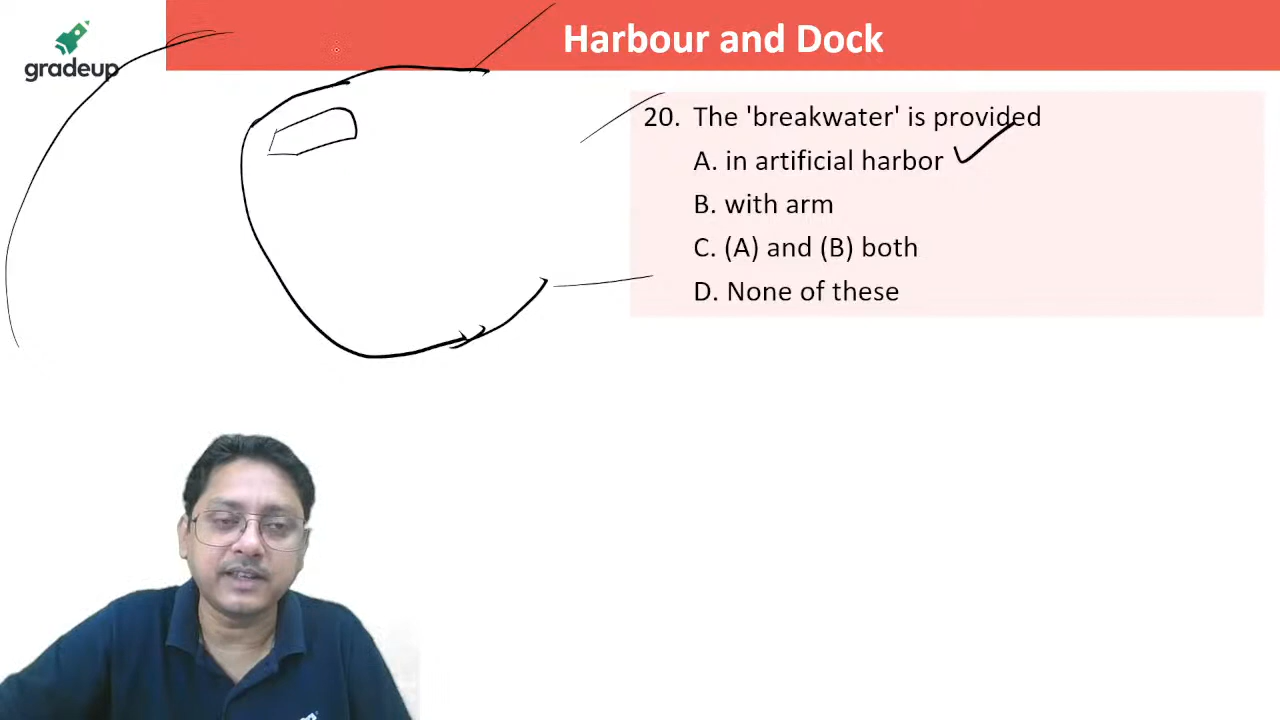 Harbour and Dock
gradeup
20. The 'breakwater' is provided
A. in artificial harbor
B. with arm
C. (A) and (B) both
D. None of these